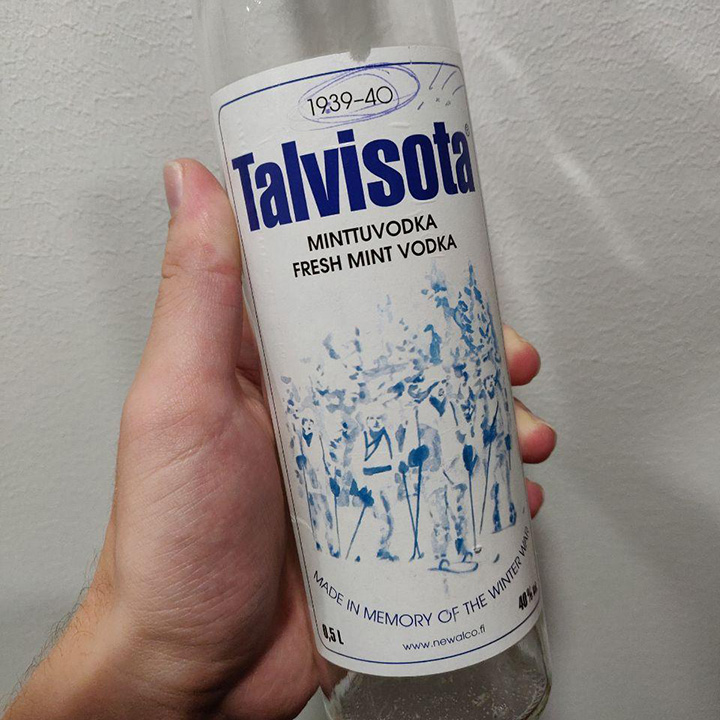 1939-40
Talvisota®
MINTTUVODKA
FRESH MINT VODKA
MADE IN MEMORY OF THE WINTER WAR
0,5 L
40 %
www.newalco.fi